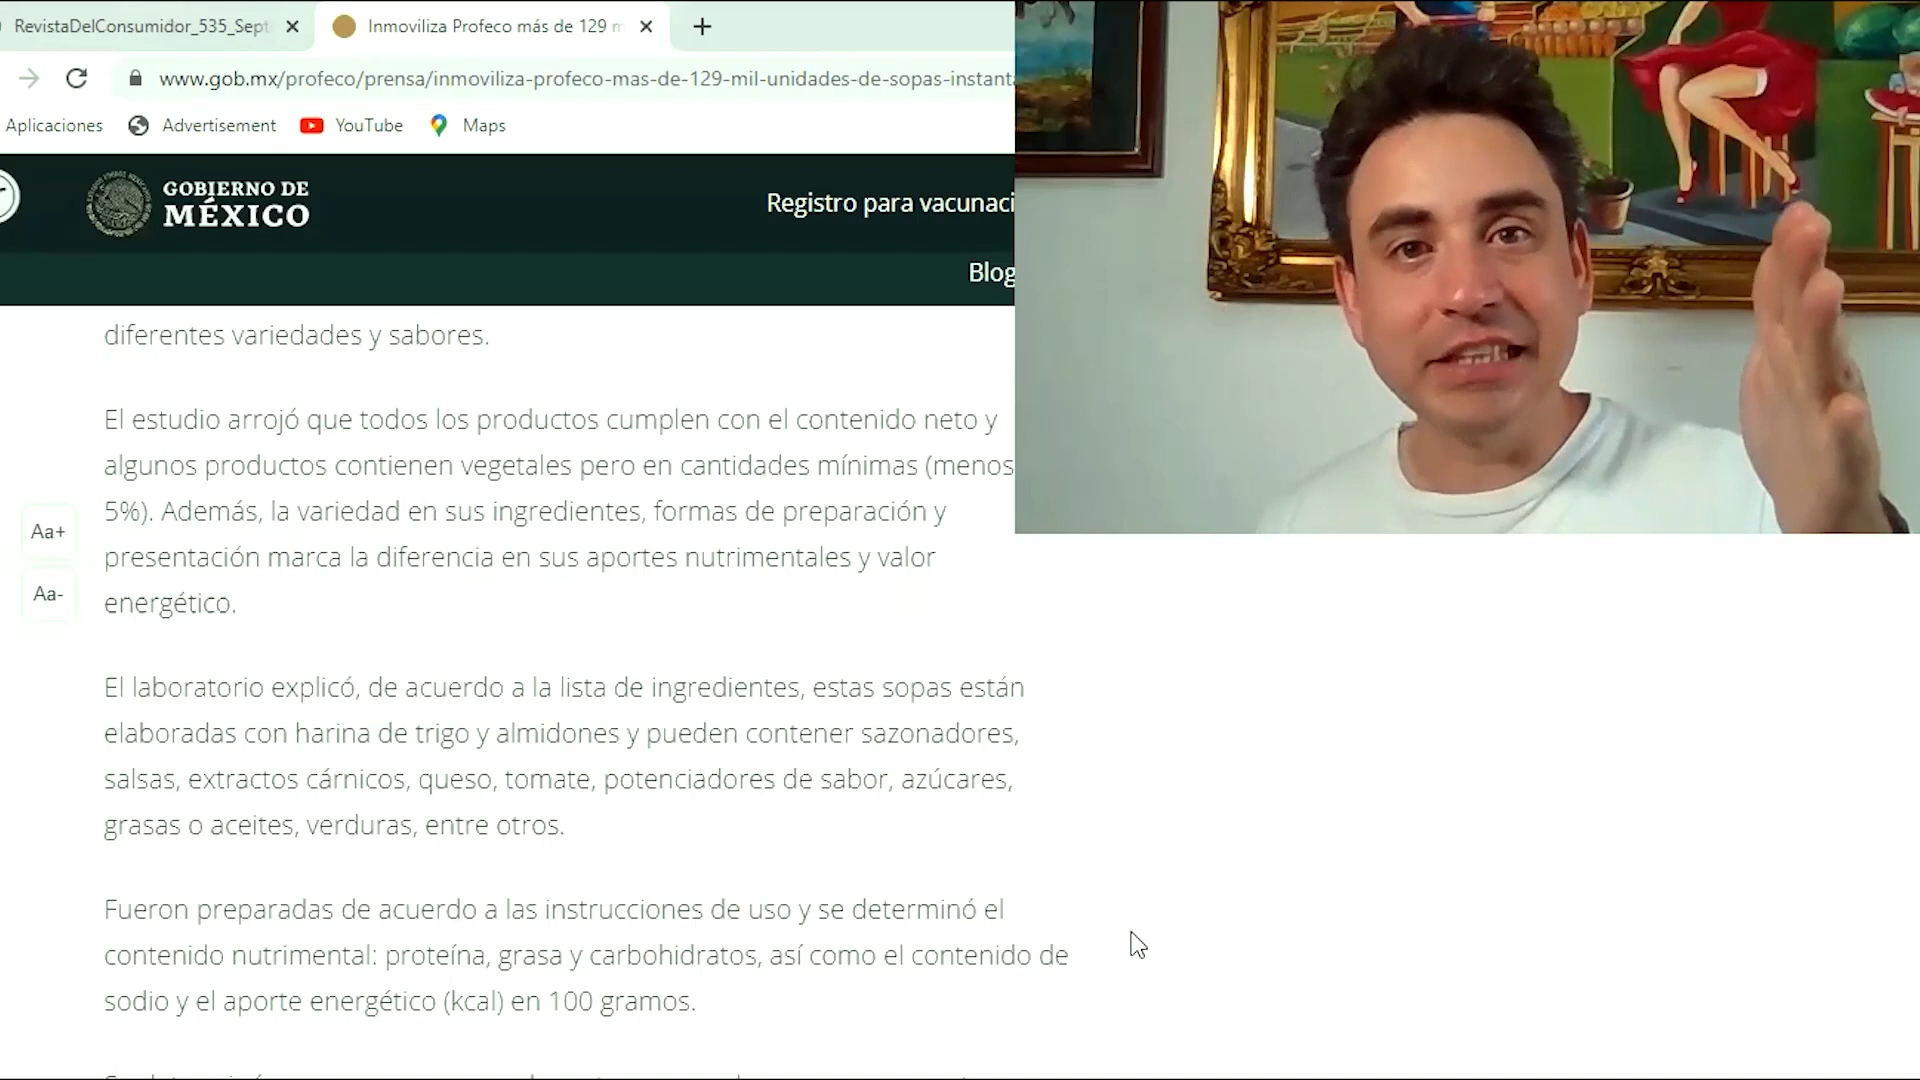 RevistaDelConsumidor_535_Sept
Inmoviliza Profeco más de 129 m
www.gob.mx/profeco/prensa/inmoviliza-profeco-mas-de-129-mil-unidades-de-sopas-instanta
Aplicaciones
Advertisement
YouTube
Maps
GOBIERNO DE
MÉXICO
Registro para vacunaci
Blog
diferentes variedades y sabores.
El estudio arrojó que todos los productos cumplen con el contenido neto y
algunos productos contienen vegetales pero en cantidades mínimas (menos
5%). Además, la variedad en sus ingredientes, formas de preparación y
presentación marca la diferencia en sus aportes nutrimentales y valor
energético.
Aa+
Aa-
El laboratorio explicó, de acuerdo a la lista de ingredientes, estas sopas están
elaboradas con harina de trigo y almidones y pueden contener sazonadores,
salsas, extractos cárnicos, queso, tomate, potenciadores de sabor, azúcares,
grasas o aceites, verduras, entre otros.
Fueron preparadas de acuerdo a las instrucciones de uso y se determinó el
contenido nutrimental: proteína, grasa y carbohidratos, así como el contenido de
sodio y el aporte energético (kcal) en 100 gramos.